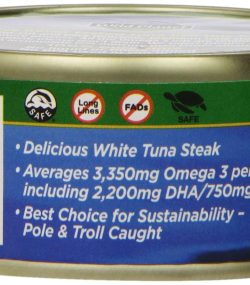 SAFE
Long Lines
FADs
SAFE
• Delicious White Tuna Steak
• Averages 3,350mg Omega 3 per
including 2,200mg DHA/750mg
• Best Choice for Sustainability -
Pole & Troll Caught